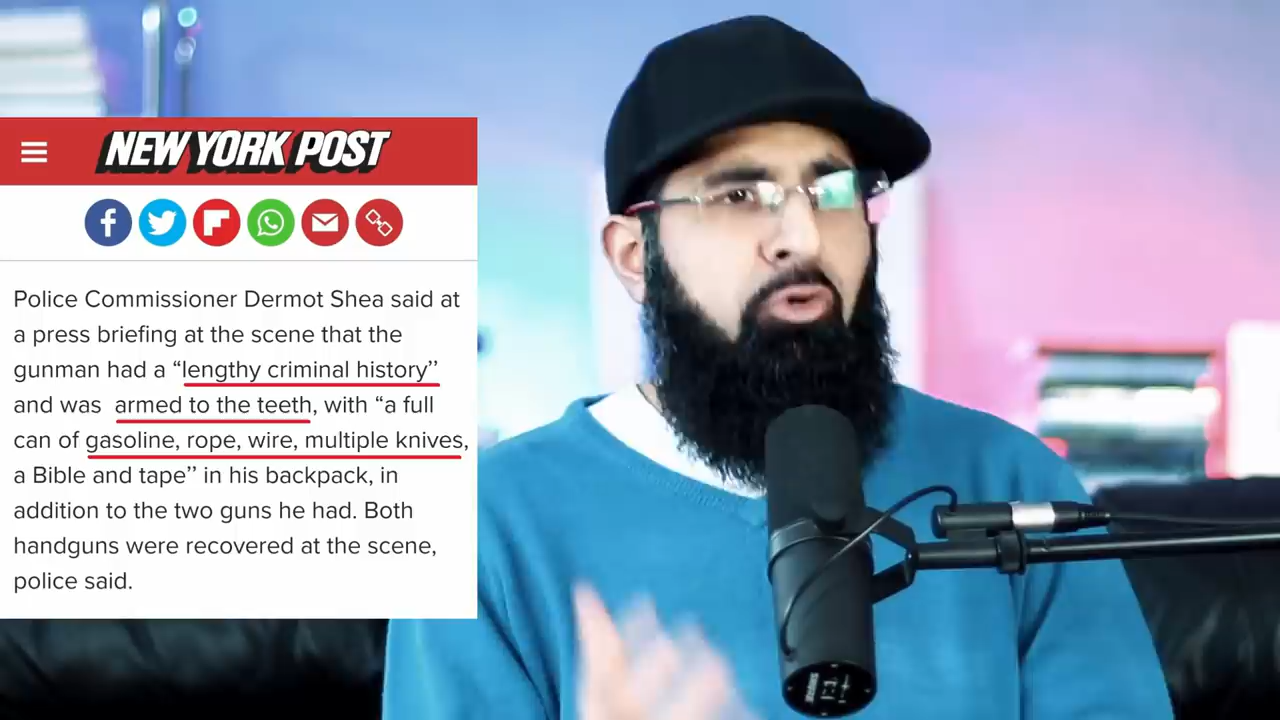 NEW YORK POST
Police Commissioner Dermot Shea said at
a press briefing at the scene that the
gunman had a “lengthy criminal history’’
and was armed to the teeth, with “a full
can of gasoline, rope, wire, multiple knives,
a Bible and tape’’ in his backpack, in
addition to the two guns he had. Both
handguns were recovered at the scene,
police said.